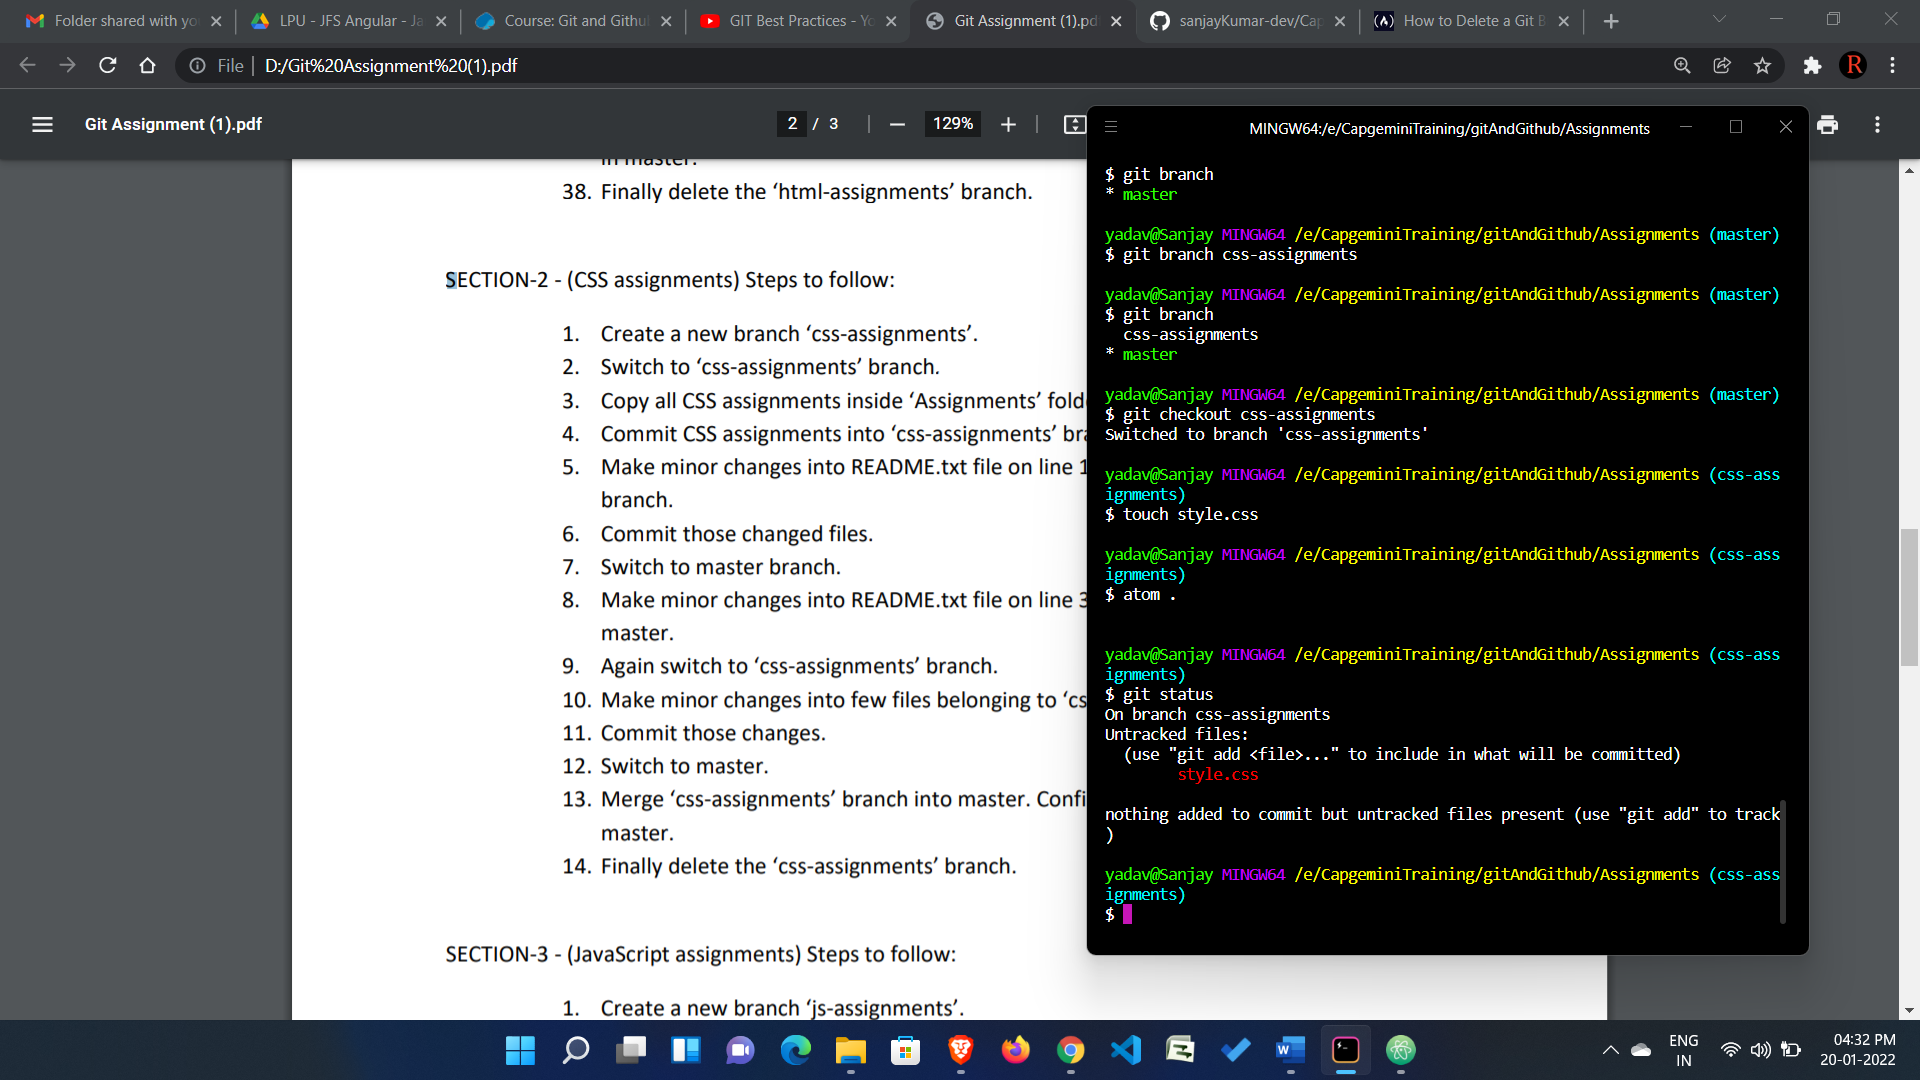 Folder shared with yo
LPU - JFS Angular - Ja
Course: Git and Githu
GIT Best Practices - Yo
Git Assignment (1).pd
sanjayKumar-dev/Cap
How to Delete a Git B
File
D:/Git%20Assignment%20(1).pdf
R
Git Assignment (1).pdf
2 / 3
129%
in master.
38. Finally delete the ‘html-assignments’ branch.
SECTION-2 - (CSS assignments) Steps to follow:
1. Create a new branch ‘css-assignments’.
2. Switch to ‘css-assignments’ branch.
3. Copy all CSS assignments inside ‘Assignments’ fold
4. Commit CSS assignments into ‘css-assignments’ bra
5. Make minor changes into README.txt file on line 1
branch.
6. Commit those changed files.
7. Switch to master branch.
8. Make minor changes into README.txt file on line 3
master.
9. Again switch to ‘css-assignments’ branch.
10. Make minor changes into few files belonging to ‘cs
11. Commit those changes.
12. Switch to master.
13. Merge ‘css-assignments’ branch into master. Confi
master.
14. Finally delete the ‘css-assignments’ branch.
SECTION-3 - (JavaScript assignments) Steps to follow:
1. Create a new branch ‘js-assignments’.
MINGW64:/e/CapgeminiTraining/gitAndGithub/Assignments
$ git branch
* master
yadav@Sanjay MINGW64 /e/CapgeminiTraining/gitAndGithub/Assignments (master)
$ git branch css-assignments
yadav@Sanjay MINGW64 /e/CapgeminiTraining/gitAndGithub/Assignments (master)
$ git branch
css-assignments
* master
yadav@Sanjay MINGW64 /e/CapgeminiTraining/gitAndGithub/Assignments (master)
$ git checkout css-assignments
Switched to branch 'css-assignments'
yadav@Sanjay MINGW64 /e/CapgeminiTraining/gitAndGithub/Assignments (css-ass
ignments)
$ touch style.css
yadav@Sanjay MINGW64 /e/CapgeminiTraining/gitAndGithub/Assignments (css-ass
ignments)
$ atom .
yadav@Sanjay MINGW64 /e/CapgeminiTraining/gitAndGithub/Assignments (css-ass
ignments)
$ git status
On branch css-assignments
Untracked files:
(use "git add <file>..." to include in what will be committed)
style.css
nothing added to commit but untracked files present (use "git add" to track
)
yadav@Sanjay MINGW64 /e/CapgeminiTraining/gitAndGithub/Assignments (css-ass
ignments)
$
ENG
IN
04:32 PM
20-01-2022